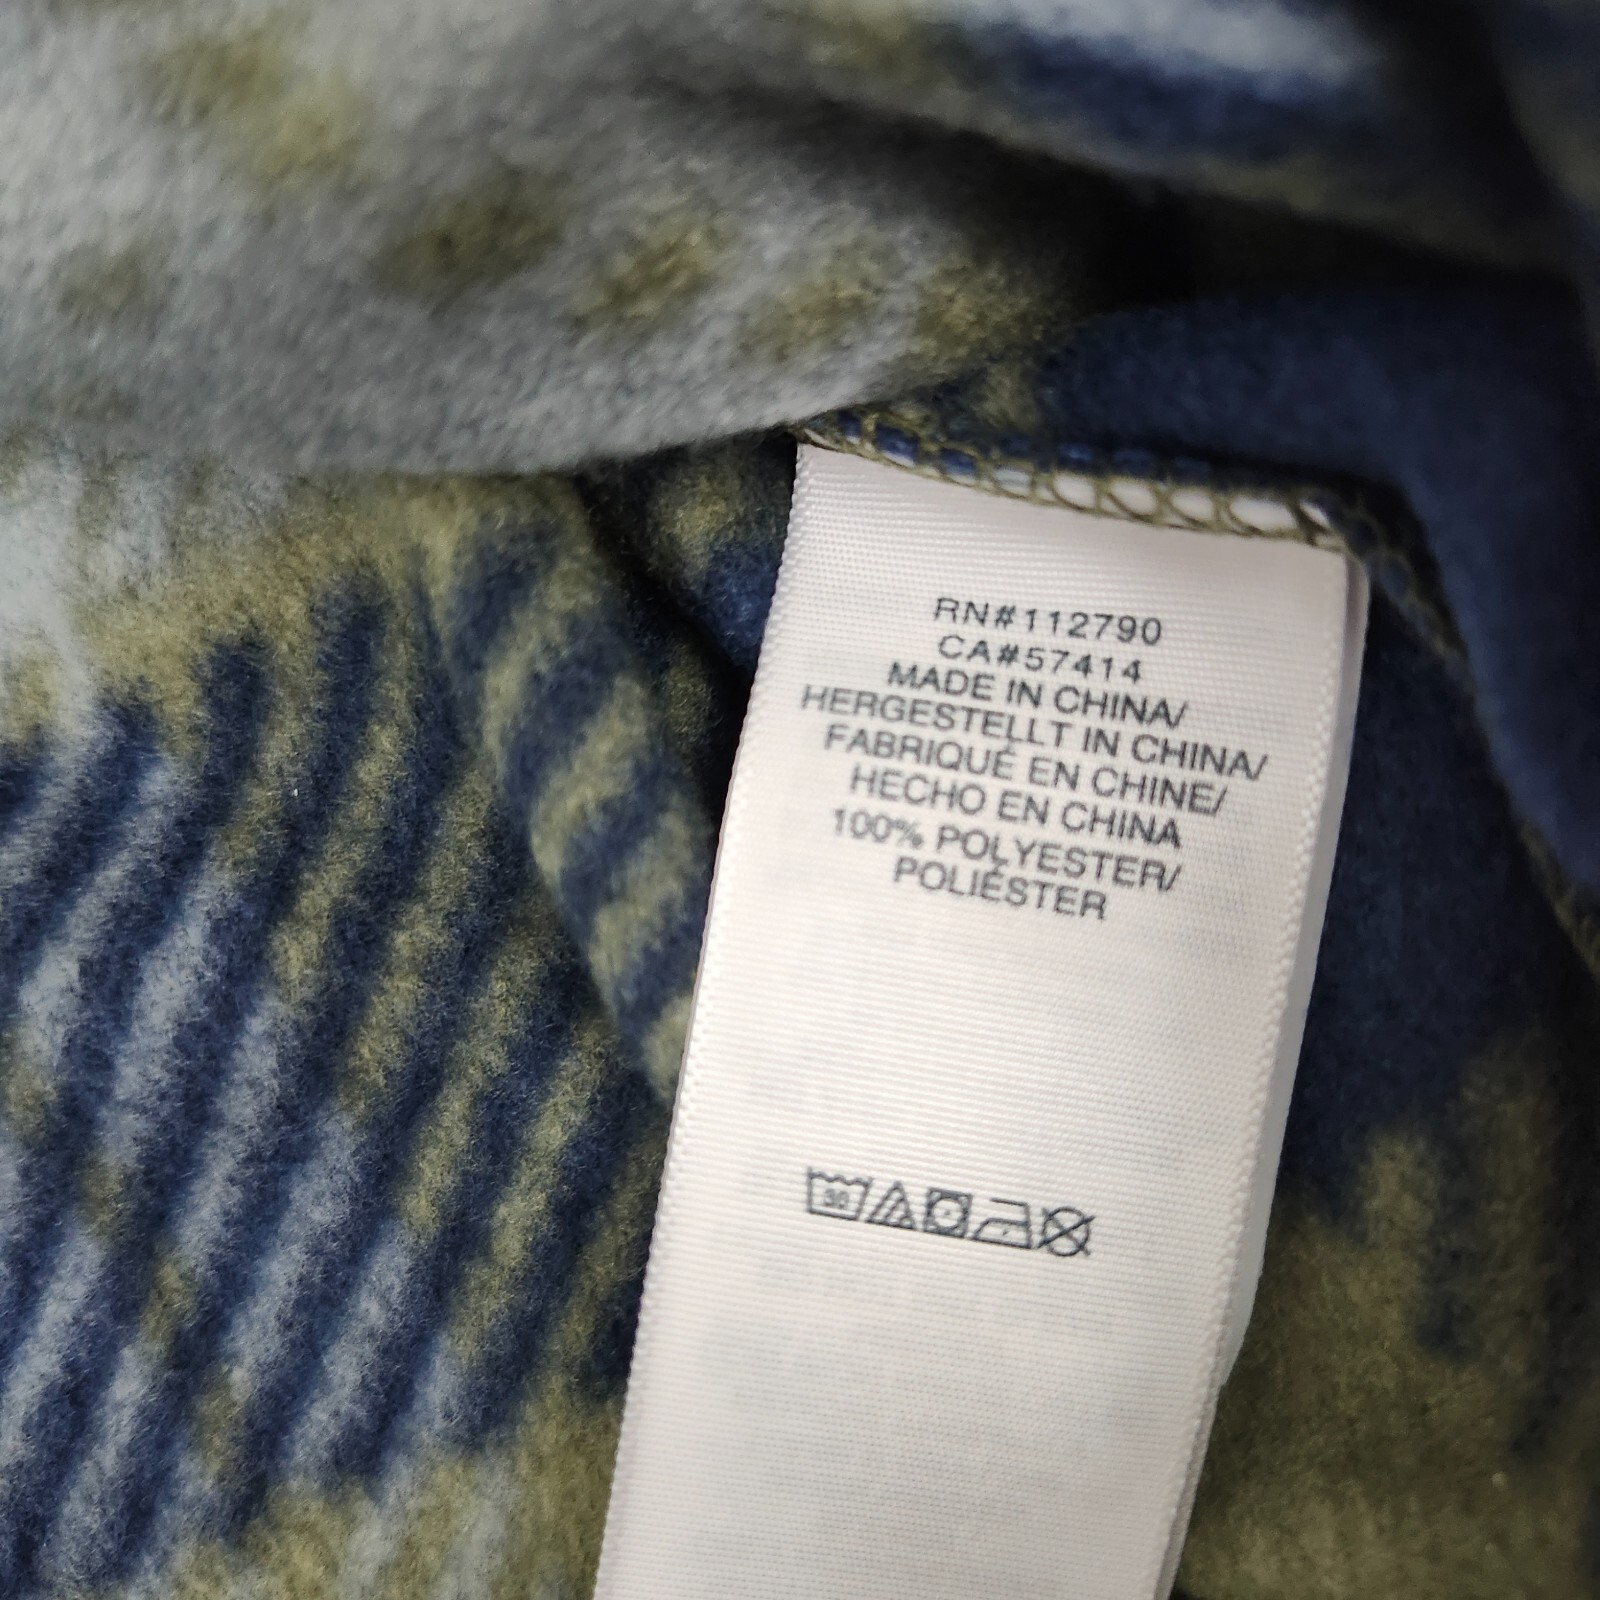 RN#112790
CA#57414
MADE IN CHINA/
HERGESTELLT IN CHINA/
FABRIQUÉ EN CHINE/
HECHO EN CHINA
100% POLYESTER/
POLIÉSTER
30